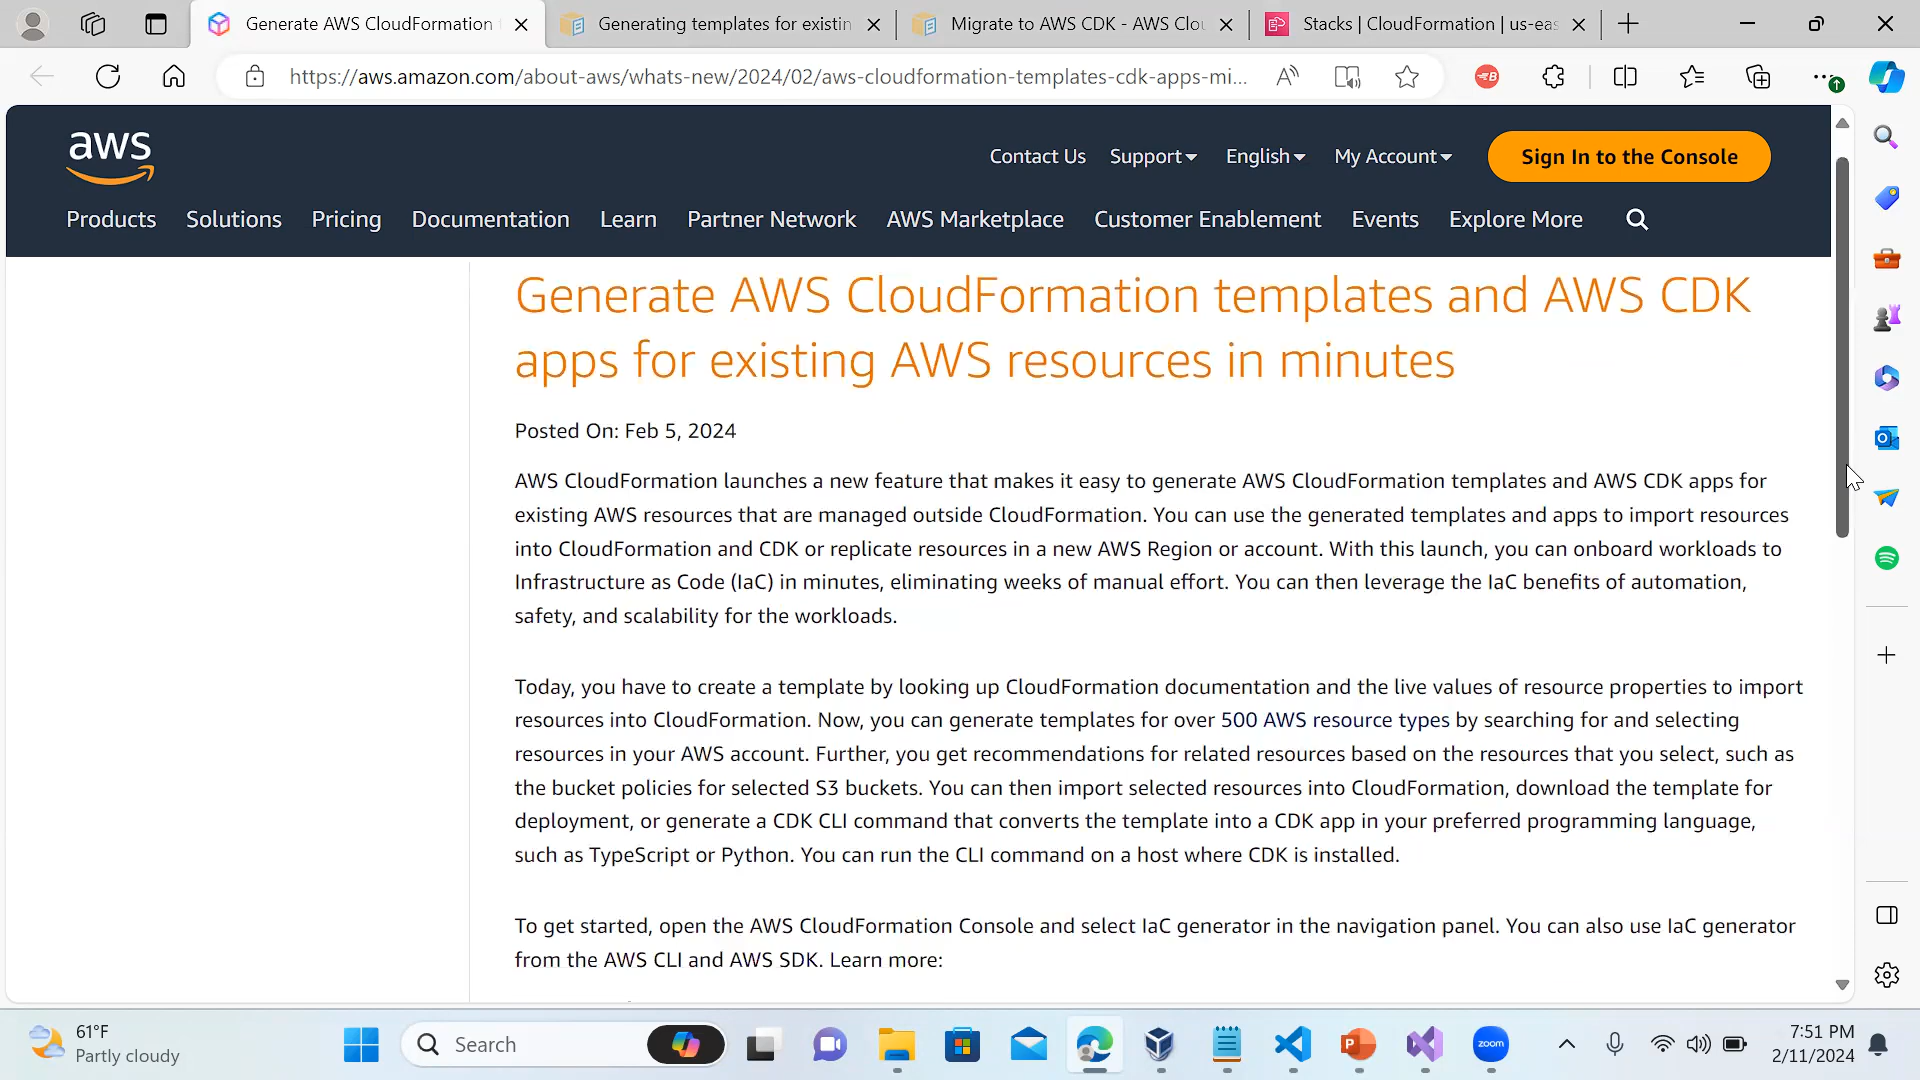 Generate AWS CloudFormation
Generating templates for existin
Migrate to AWS CDK - AWS Clou
Stacks | CloudFormation | us-eas
https://aws.amazon.com/about-aws/whats-new/2024/02/aws-cloudformation-templates-cdk-apps-mi...
aws
Contact Us
Support
English
My Account
Sign In to the Console
Products
Solutions
Pricing
Documentation
Learn
Partner Network
AWS Marketplace
Customer Enablement
Events
Explore More
Generate AWS CloudFormation templates and AWS CDK
apps for existing AWS resources in minutes
Posted On: Feb 5, 2024
AWS CloudFormation launches a new feature that makes it easy to generate AWS CloudFormation templates and AWS CDK apps for
existing AWS resources that are managed outside CloudFormation. You can use the generated templates and apps to import resources
into CloudFormation and CDK or replicate resources in a new AWS Region or account. With this launch, you can onboard workloads to
Infrastructure as Code (IaC) in minutes, eliminating weeks of manual effort. You can then leverage the IaC benefits of automation,
safety, and scalability for the workloads.
Today, you have to create a template by looking up CloudFormation documentation and the live values of resource properties to import
resources into CloudFormation. Now, you can generate templates for over 500 AWS resource types by searching for and selecting
resources in your AWS account. Further, you get recommendations for related resources based on the resources that you select, such as
the bucket policies for selected S3 buckets. You can then import selected resources into CloudFormation, download the template for
deployment, or generate a CDK CLI command that converts the template into a CDK app in your preferred programming language,
such as TypeScript or Python. You can run the CLI command on a host where CDK is installed.
To get started, open the AWS CloudFormation Console and select IaC generator in the navigation panel. You can also use IaC generator
from the AWS CLI and AWS SDK. Learn more:
61°F
Partly cloudy
Search
zoom
7:51 PM
2/11/2024